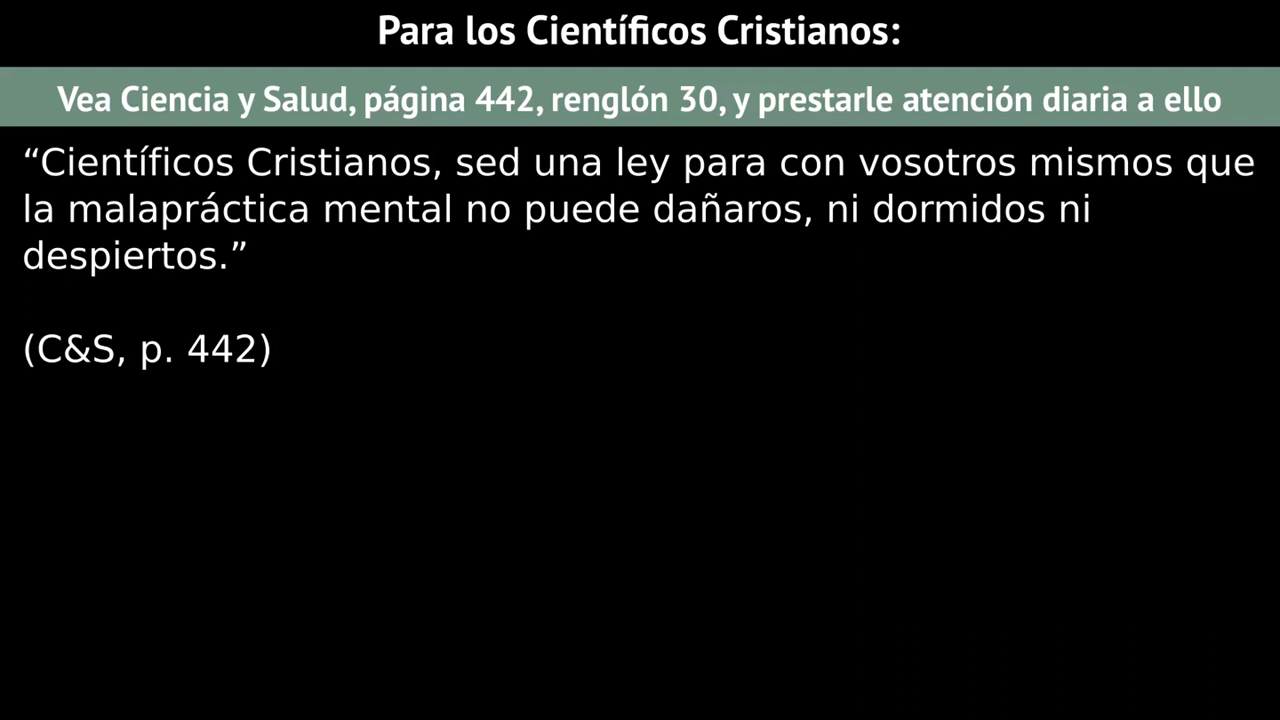 Para los Científicos Cristianos:
Vea Ciencia y Salud, página 442, renglón 30, y prestarle atención diaria a ello
“Científicos Cristianos, sed una ley para con vosotros mismos que
la malapráctica mental no puede dañaros, ni dormidos ni
despiertos.”
(C&S, p. 442)